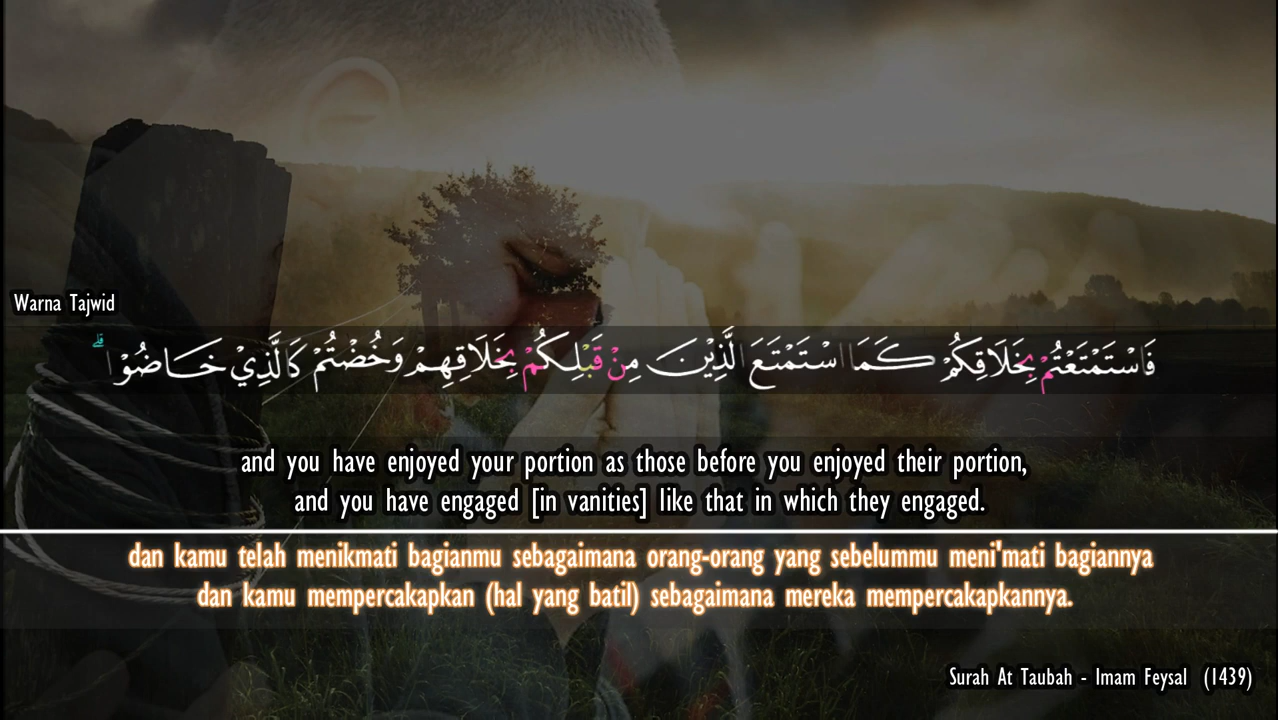 Warna Tajwid
فَاسْتَمْتَعْتُمْ بِخَلَاقِكُمْ كَمَا اسْتَمْتَعَ الَّذِيْنَ مِنْ قَبْلِكُمْ بِخَلَاقِهِمْ وَخُضْتُمْ كَالَّذِيْ خَاضُوْا ۗ
and you have enjoyed your portion as those before you enjoyed their portion,
and you have engaged [in vanities] like that in which they engaged.
dan kamu telah menikmati bagianmu sebagaimana orang-orang yang sebelummu meni'mati bagiannya
dan kamu mempercakapkan (hal yang batil) sebagaimana mereka mempercakapkannya.
Surah At Taubah - Imam Feysal (1439)